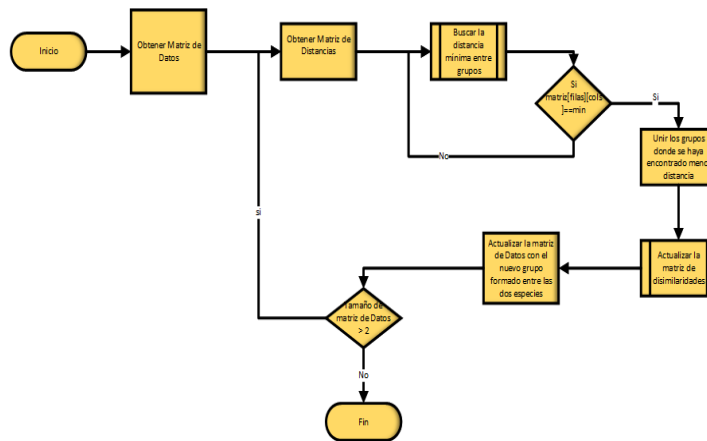 Inicio
Obtener Matriz de
Datos
Obtener Matriz de
Distancias
Buscar la
distancia
minima entre
grupos
Si
matriz[filas][cols
]==min
Si
No
Unir los grupos
donde se haya
encontrado menor
distancia
Actualizar la
matriz de
disimilaridades
Actualizar la matriz
de Datos con el
nuevo grupo
formado entre las
dos especies
si
Tamaño de
matriz de Datos
> 2
No
Fin